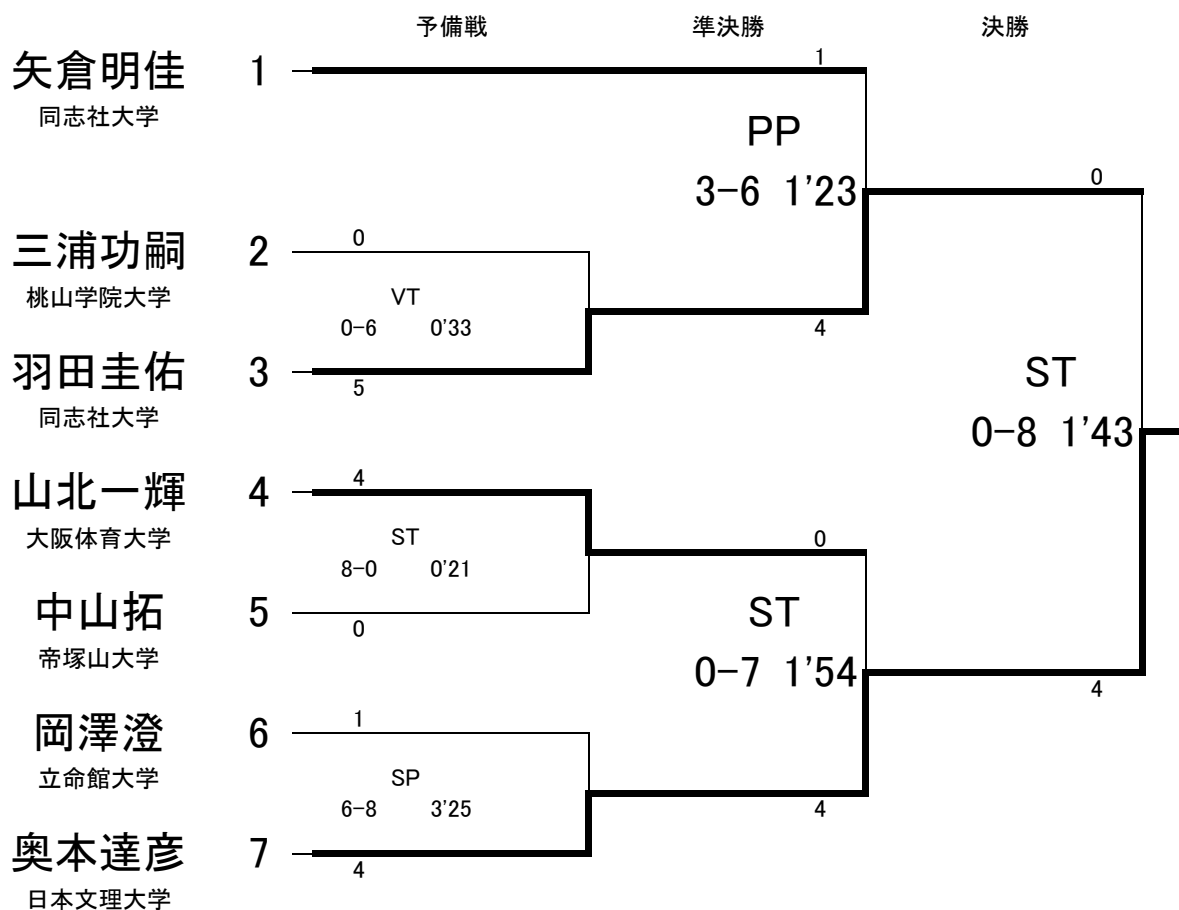 予備戦 準決勝 決勝
矢倉明佳 1
1
同志社大学
PP
3-6 1'23
0
三浦功嗣 2
0
桃山学院大学
VT
0-6 0'33
4
羽田圭佑 3
5
同志社大学
ST
0-8 1'43
山北一輝 4
4
大阪体育大学
ST
8-0 0'21
0
中山拓 5
0
帝塚山大学
ST
0-7 1'54
4
岡澤澄 6
1
立命館大学
SP
6-8 3'25
4
奥本達彦 7
4
日本文理大学